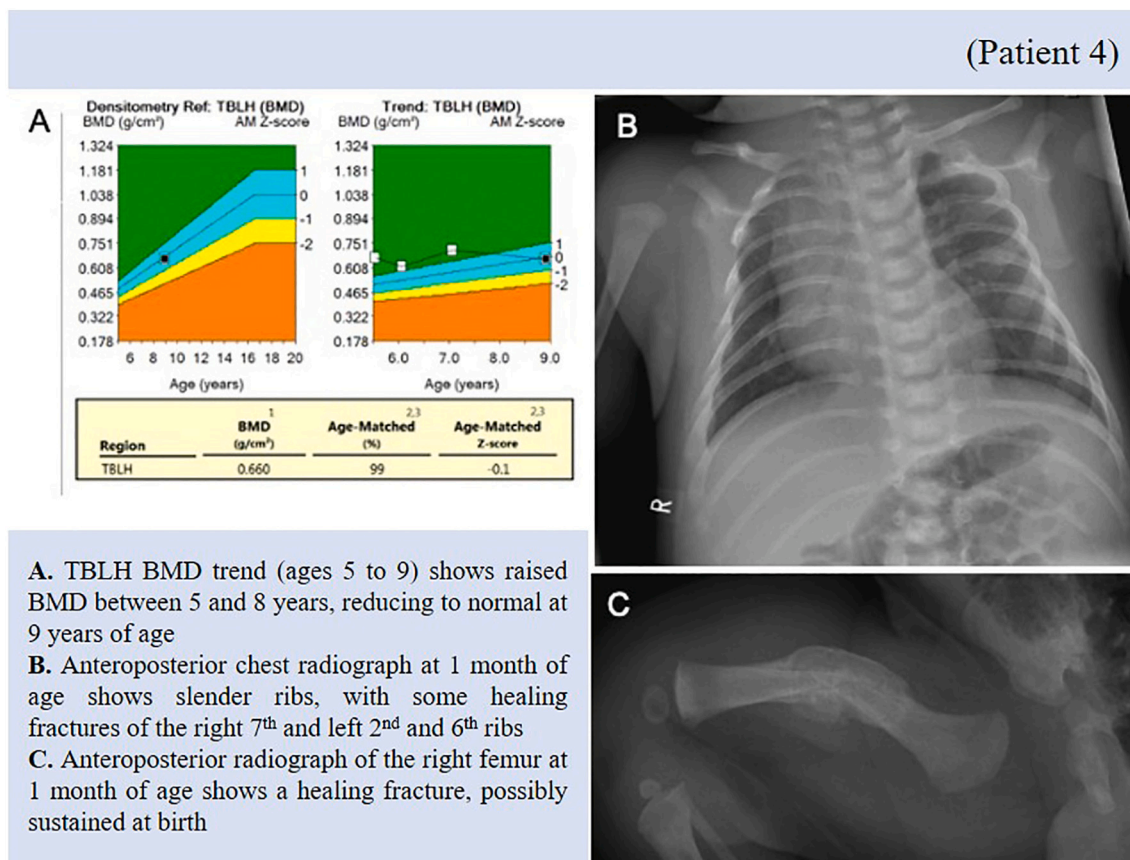 (Patient 4)
A
Densitometry Ref: TBLH (BMD)
BMD (g/cm²) AM Z-score
1.324
1.181
1.038
0.894
0.751
0.608
0.465
0.322
0.178
1
0
-1
-2
6 8 10 12 14 16 18 20
Age (years)
Trend: TBLH (BMD)
BMD (g/cm²) AM Z-score
1.324
1.181
1.038
0.894
0.751
0.608
0.465
0.322
0.178
1
0
-1
-2
6.0 7.0 8.0 9.0
Age (years)
1 2,3 2,3
BMD Age-Matched Age-Matched
Region (g/cm²) (%) Z-score
TBLH 0.660 99 -0.1
B
R
A. TBLH BMD trend (ages 5 to 9) shows raised
BMD between 5 and 8 years, reducing to normal at
9 years of age
B. Anteroposterior chest radiograph at 1 month of
age shows slender ribs, with some healing
fractures of the right 7th and left 2nd and 6th ribs
C. Anteroposterior radiograph of the right femur at
1 month of age shows a healing fracture, possibly
sustained at birth
C